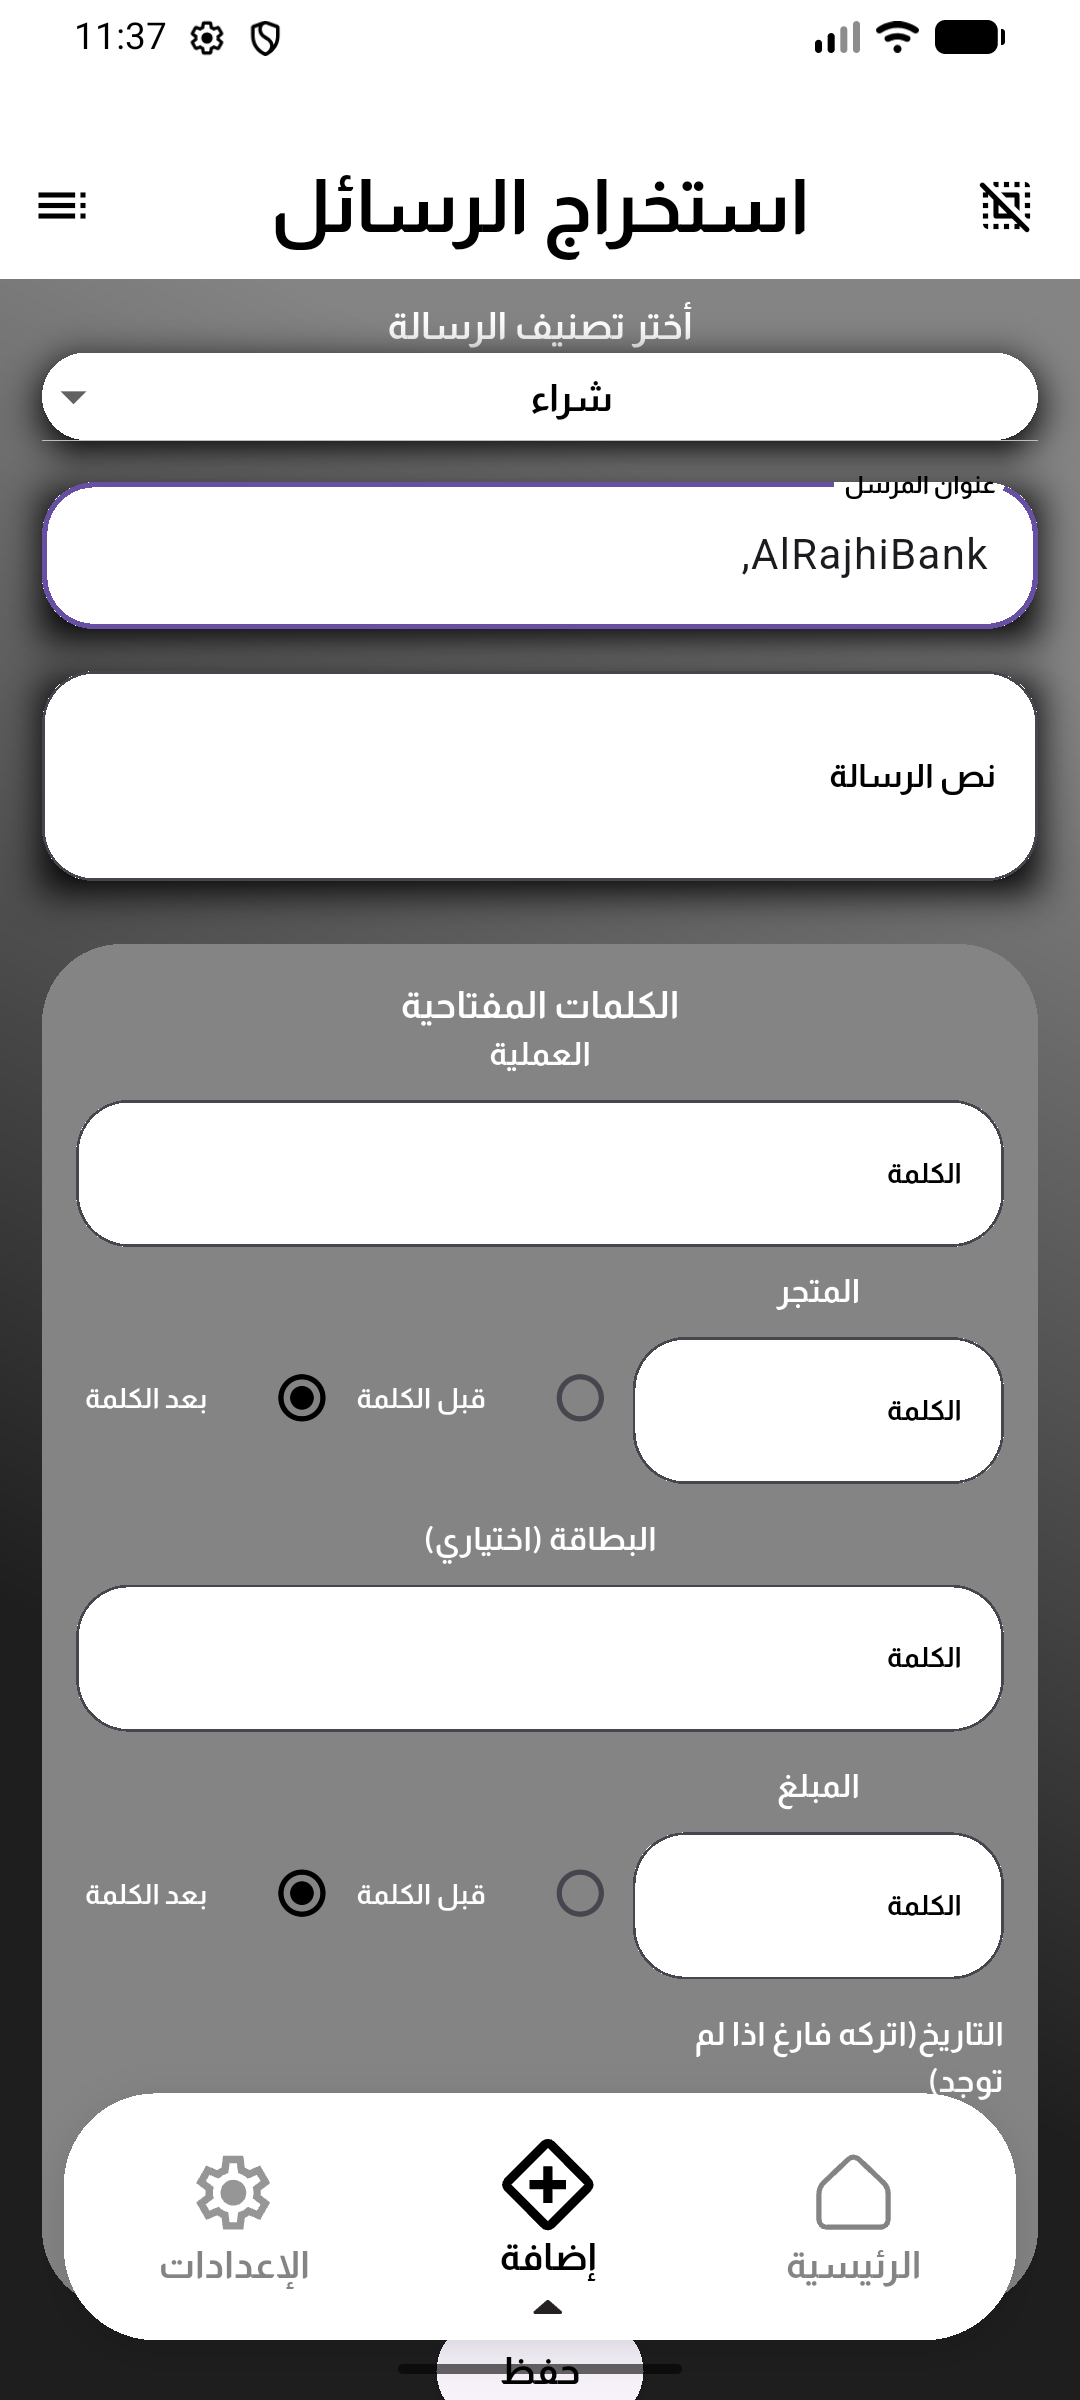 11:37
استخراج الرسائل
أختر تصنيف الرسالة
شراء
عنوان المرسل
AlRajhiBank,
نص الرسالة
الكلمات المفتاحية
العملية
الكلمة
المتجر
الكلمة
قبل الكلمة
بعد الكلمة
البطاقة (اختياري)
الكلمة
المبلغ
الكلمة
قبل الكلمة
بعد الكلمة
التاريخ(اتركه فارغ اذا لم
توجد)
الرئيسية
إضافة
الإعدادات
حفظ